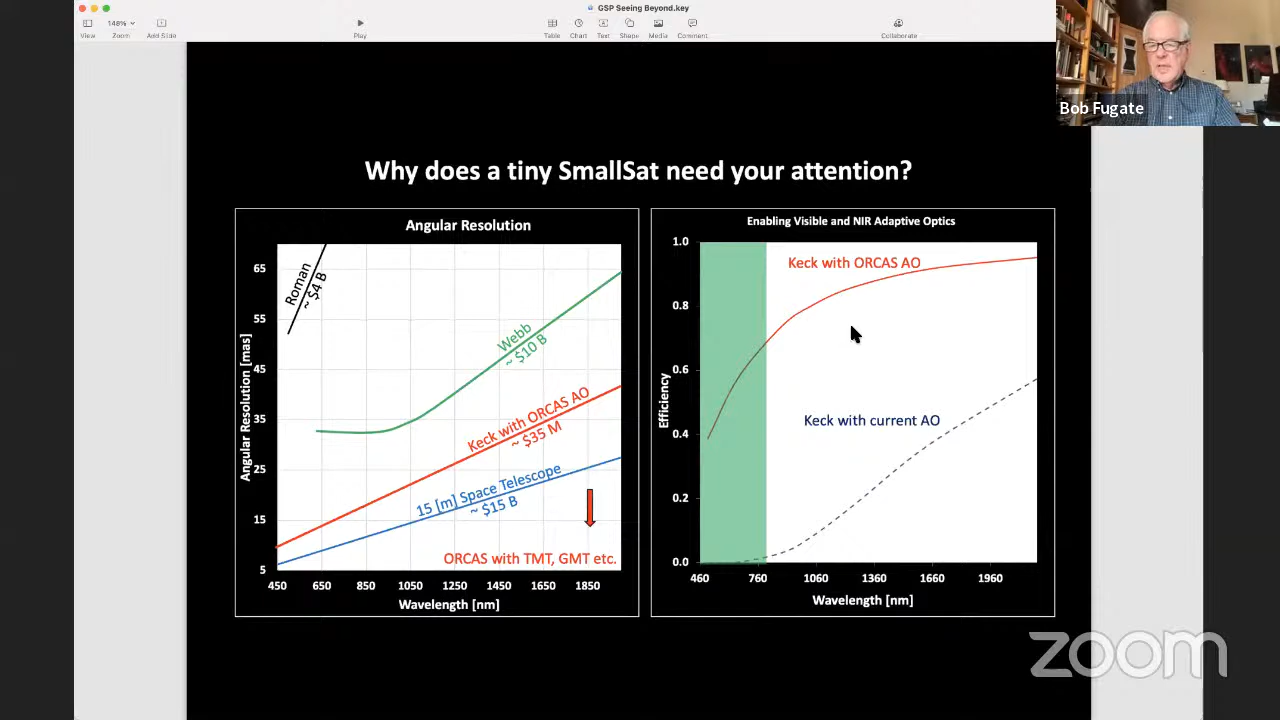 GSP Seeing Beyond.key
148%
View
Zoom
Add Slide
Play
Table
Chart
Text
Shape
Media
Comment
Collaborate
Bob Fugate
Why does a tiny SmallSat need your attention?
Angular Resolution
Angular Resolution [mas]
65
55
45
35
25
15
5
Roman
~ $4 B
Webb
~ $10 B
Keck with ORCAS AO
~ $35 M
15 [m] Space Telescope
~ $15 B
ORCAS with TMT, GMT etc.
450 650 850 1050 1250 1450 1650 1850
Wavelength [nm]
Enabling Visible and NIR Adaptive Optics
Efficiency
1.0
0.8
0.6
0.4
0.2
0.0
Keck with ORCAS AO
Keck with current AO
460 760 1060 1360 1660 1960
Wavelength [nm]
zoom